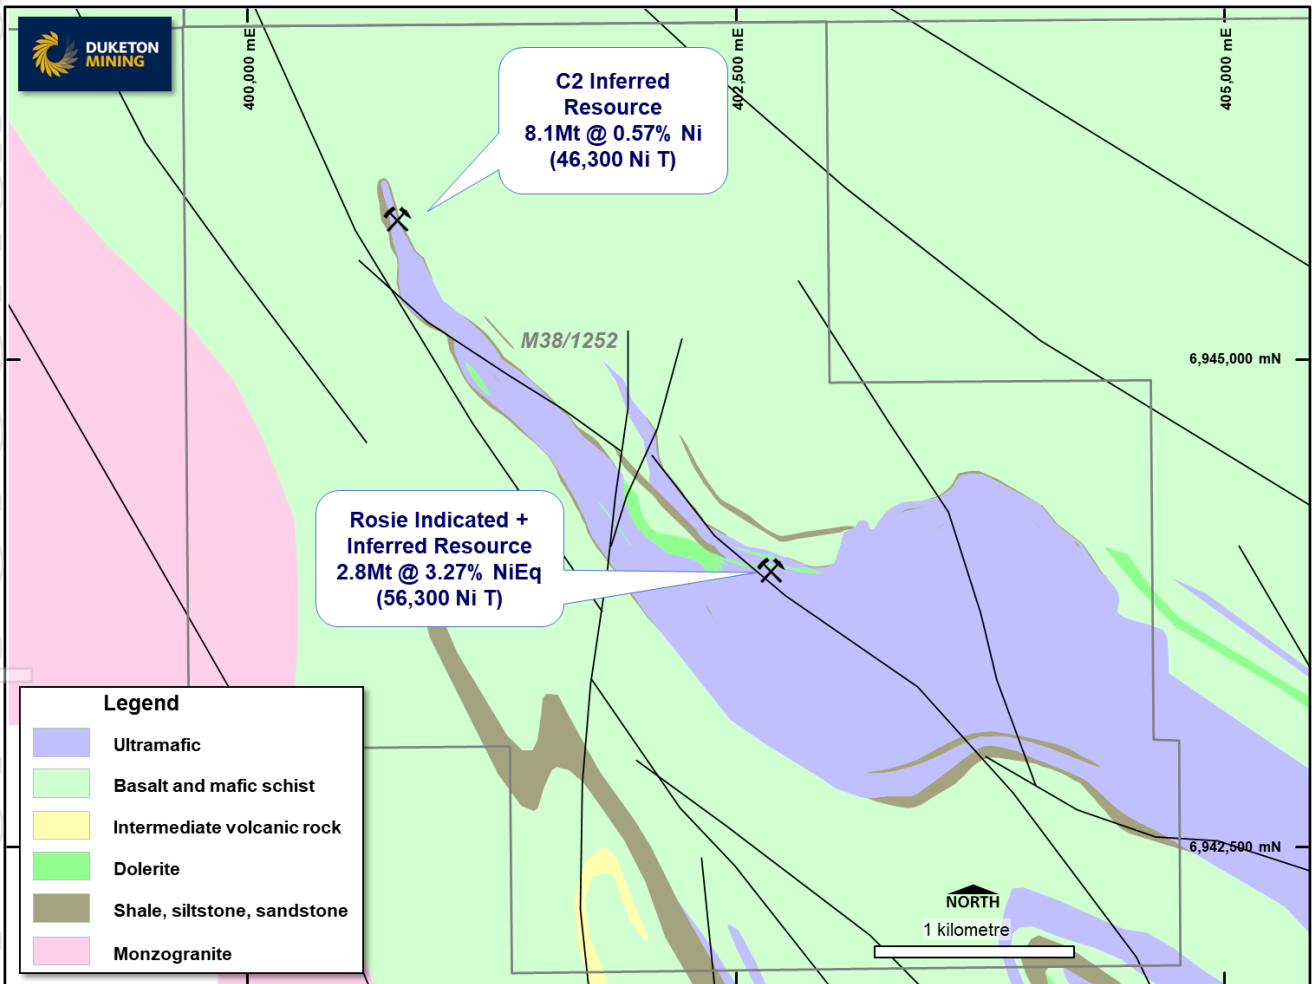 DUKETON
MINING
400,000 mE
402,500 mE
405,000 mE
C2 Inferred
Resource
8.1Mt @ 0.57% Ni
(46,300 Ni T)
M38/1252
6,945,000 mN
Rosie Indicated +
Inferred Resource
2.8Mt @ 3.27% NiEq
(56,300 Ni T)
Legend
Ultramafic
Basalt and mafic schist
Intermediate volcanic rock
Dolerite
Shale, siltstone, sandstone
Monzogranite
6,942,500 mN
NORTH
1 kilometre